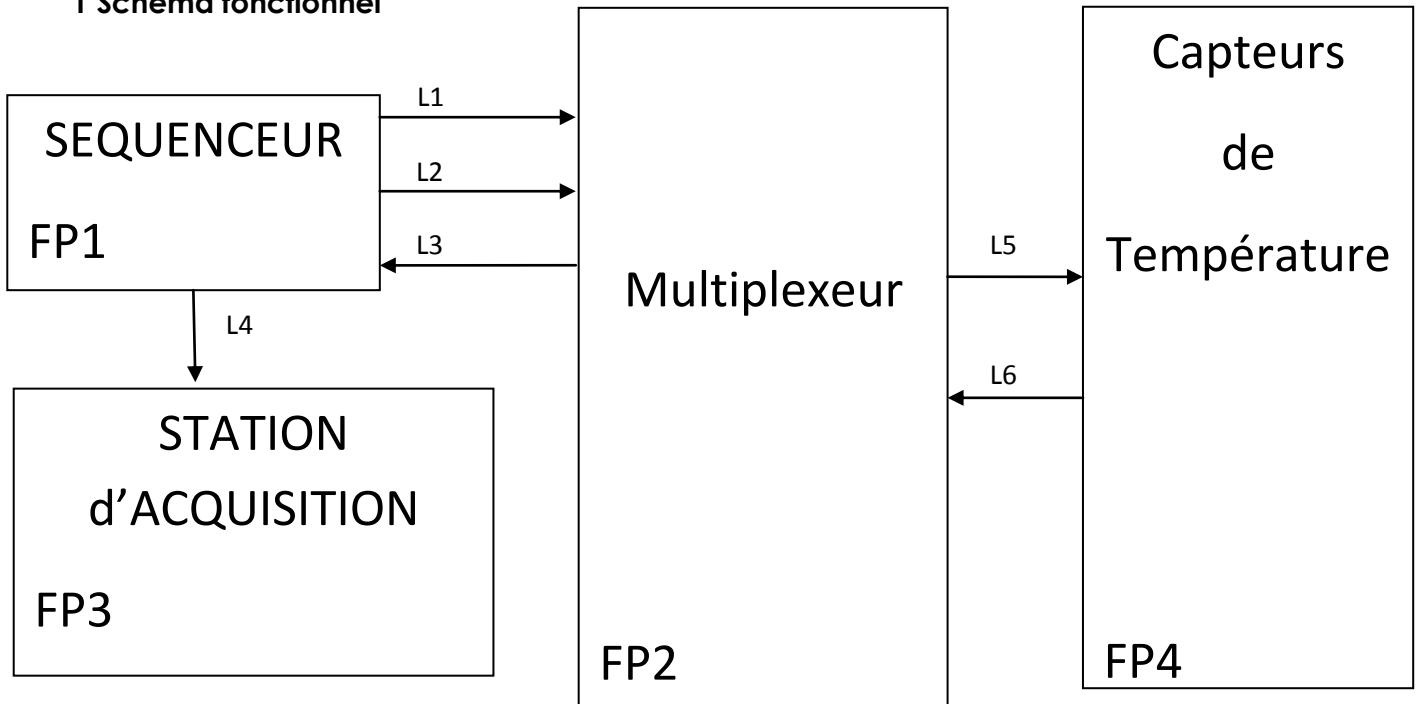 1 Schéma fonctionnel
SEQUENCEUR
FP1
L1
L2
L3
L4
STATION
d’ACQUISITION
FP3
Multiplexeur
FP2
L5
L6
Capteurs
de
Température
FP4